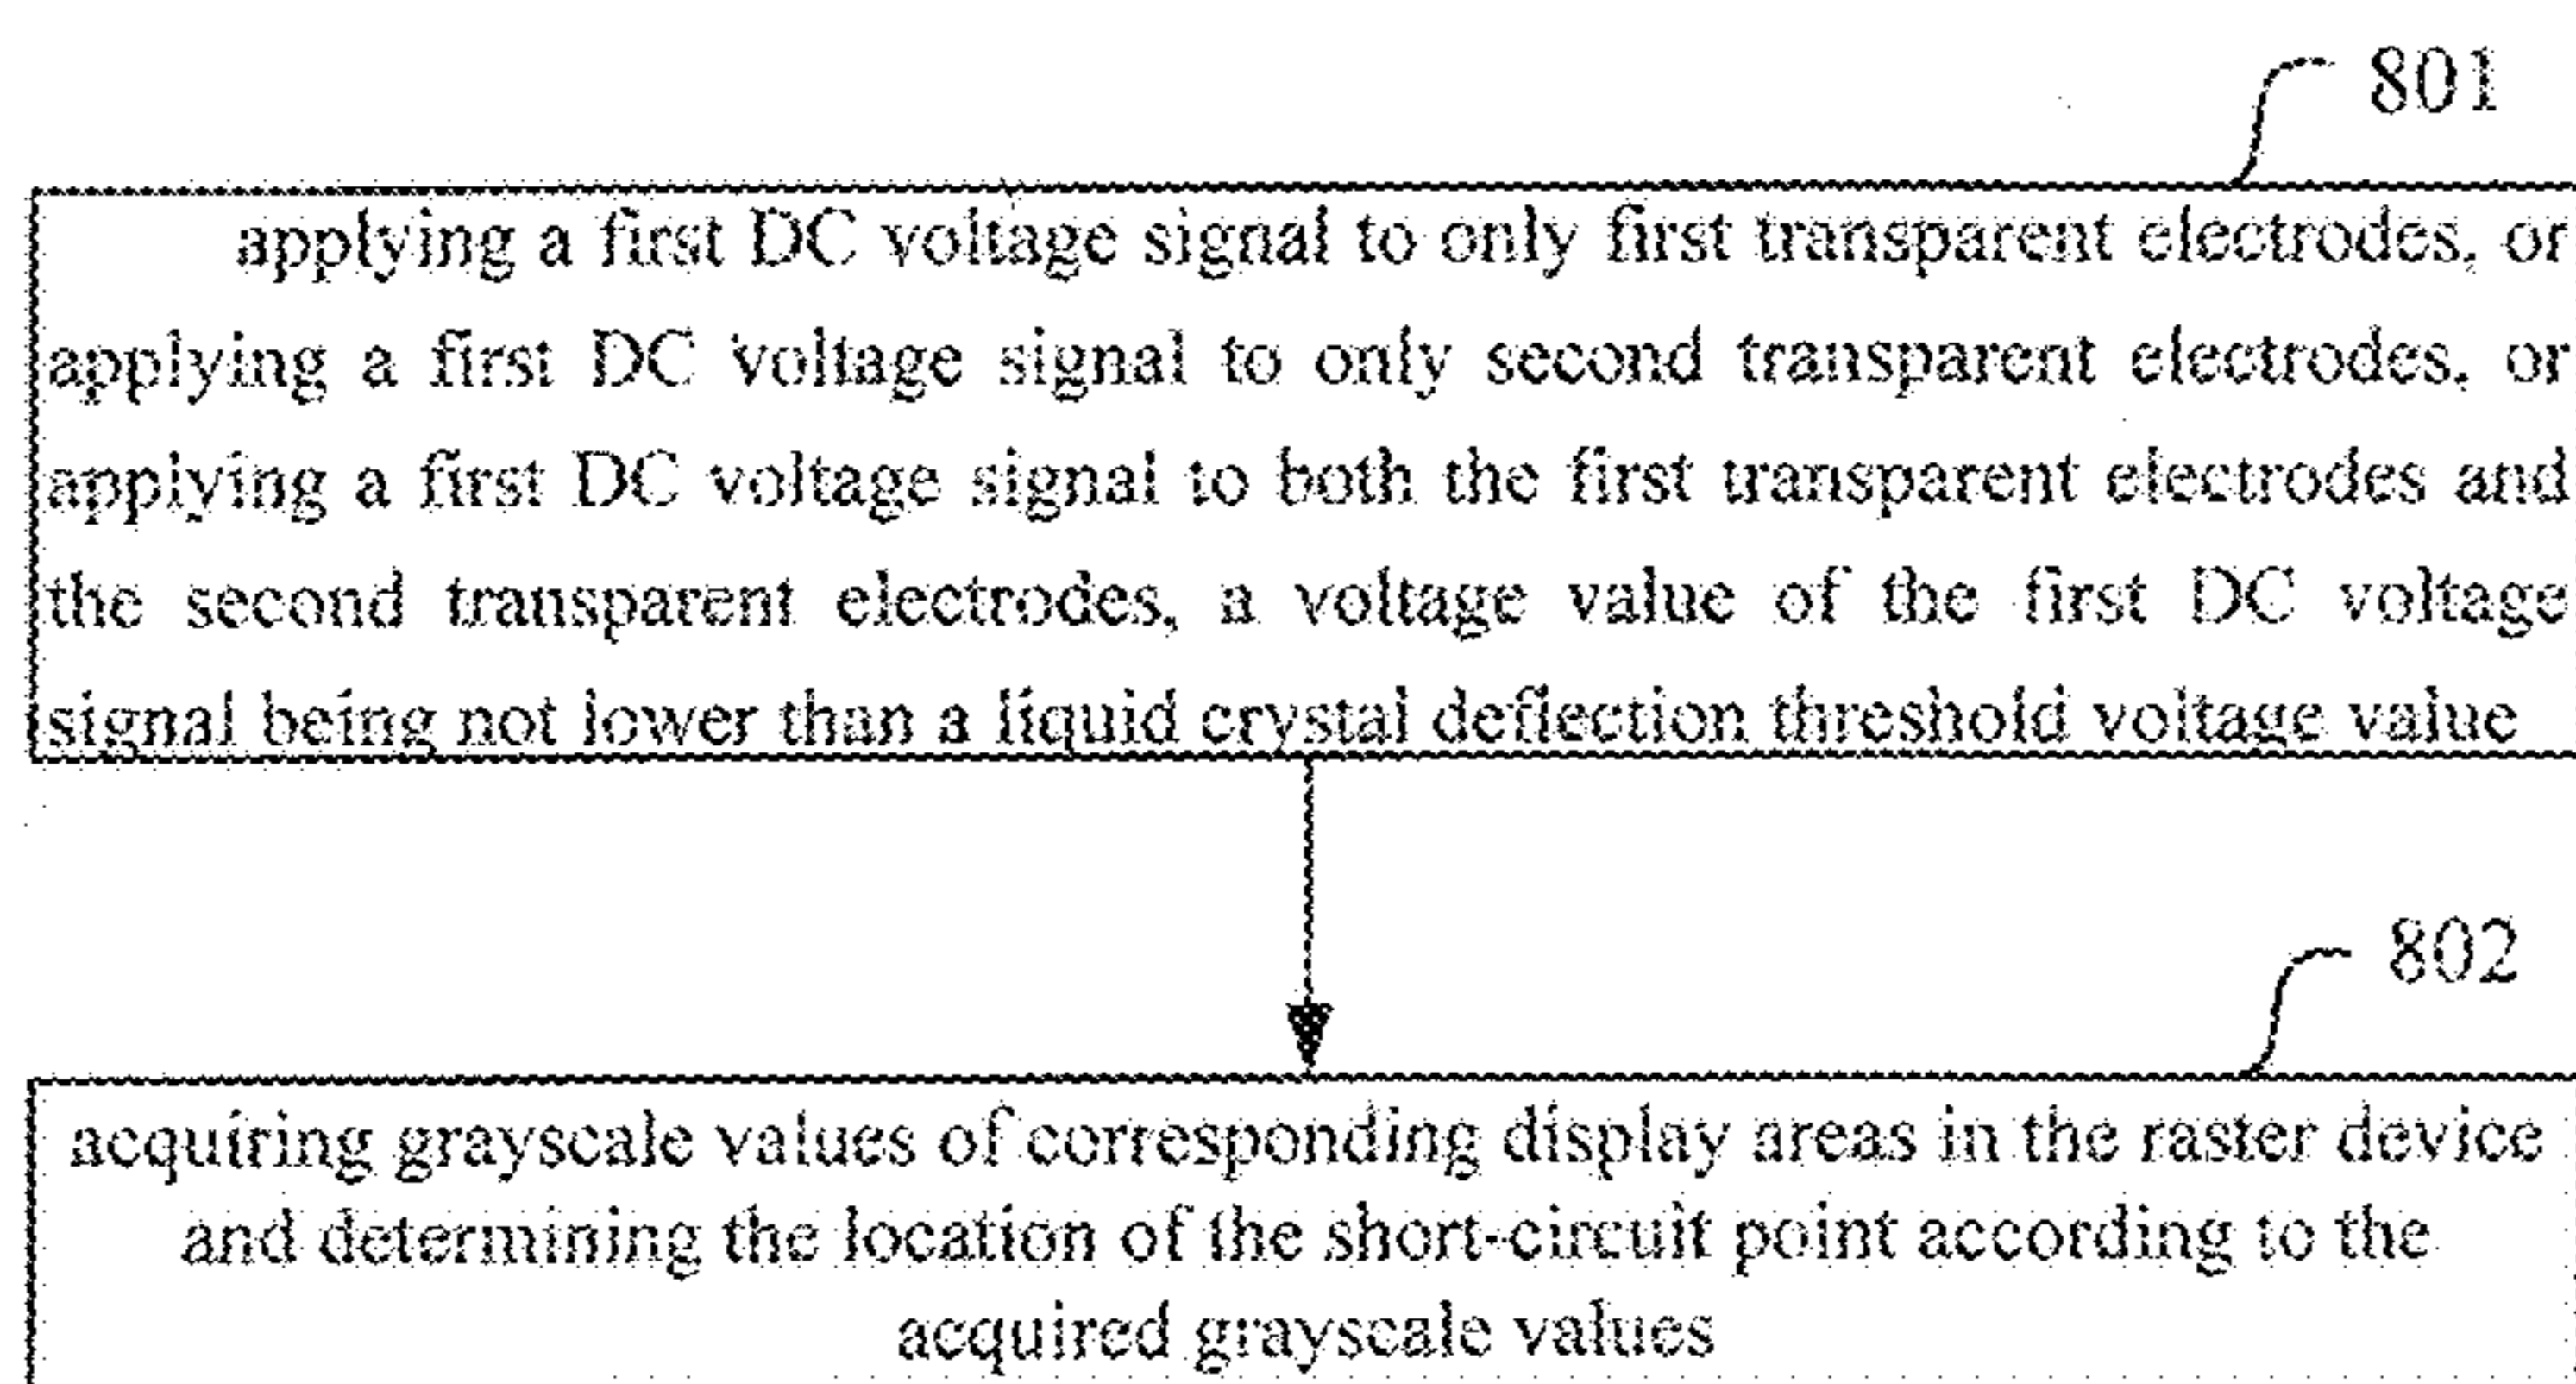 801
applying a first DC voltage signal to only first transparent electrodes, or
applying a first DC voltage signal to only second transparent electrodes, or
applying a first DC voltage signal to both the first transparent electrodes and
the second transparent electrodes, a voltage value of the first DC voltage
signal being not lower than a liquid crystal deflection threshold voltage value
802
acquiring grayscale values of corresponding display areas in the raster device
and determining the location of the short-circuit point according to the
acquired grayscale values